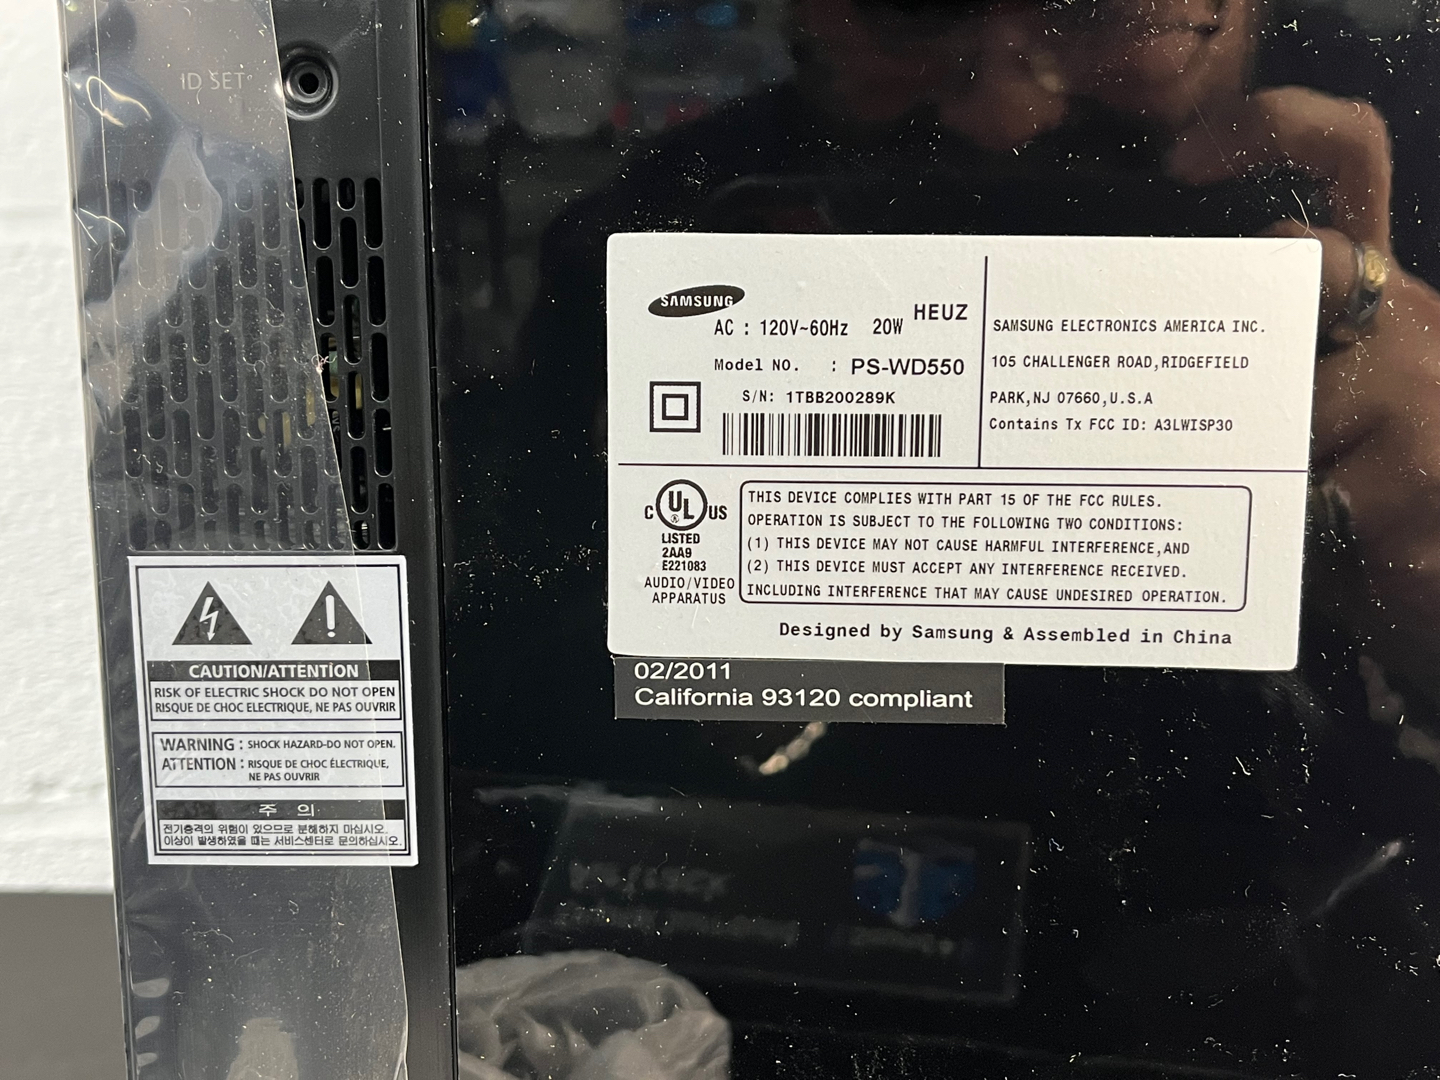 ID SET
SAMSUNG
HEUZ
AC : 120V~60Hz 20W
Model NO. : PS-WD550
S/N: 1TBB200289K
SAMSUNG ELECTRONICS AMERICA INC.
105 CHALLENGER ROAD,RIDGEFIELD
PARK,NJ 07660,U.S.A
Contains Tx FCC ID: A3LWISP30
C UL US
®
LISTED
2AA9
E221083
AUDIO/VIDEO
APPARATUS
THIS DEVICE COMPLIES WITH PART 15 OF THE FCC RULES.
OPERATION IS SUBJECT TO THE FOLLOWING TWO CONDITIONS:
(1) THIS DEVICE MAY NOT CAUSE HARMFUL INTERFERENCE,AND
(2) THIS DEVICE MUST ACCEPT ANY INTERFERENCE RECEIVED.
INCLUDING INTERFERENCE THAT MAY CAUSE UNDESIRED OPERATION.
Designed by Samsung & Assembled in China
02/2011
California 93120 compliant
CAUTION/ATTENTION
RISK OF ELECTRIC SHOCK DO NOT OPEN
RISQUE DE CHOC ELECTRIQUE, NE PAS OUVRIR
WARNING : SHOCK HAZARD-DO NOT OPEN.
ATTENTION : RISQUE DE CHOC ÉLECTRIQUE,
NE PAS OUVRIR
주 의
전기충격의 위험이 있으므로 분해하지 마십시오.
이상이 발생하였을 때는 서비스센터로 문의하십시오.